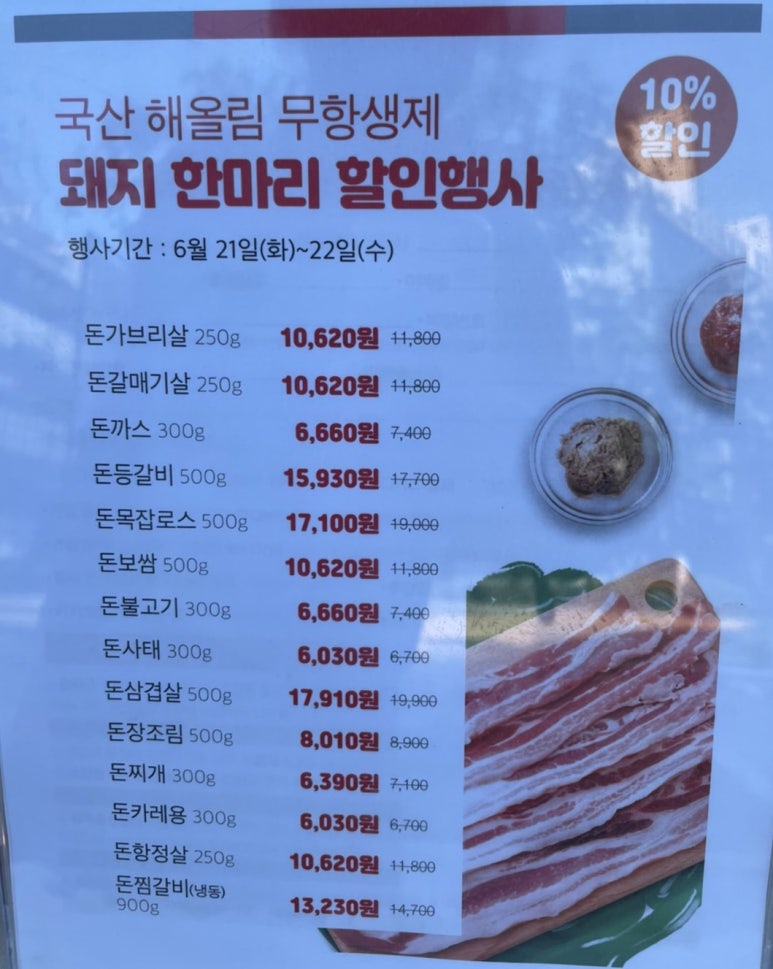 국산 해올림 무항생제
돼지 한마리 할인행사
10%
할인
행사기간 : 6월 21일(화)~22일(수)
돈가브리살 250g 10,620원 11,800
돈갈매기살 250g 10,620원 11,800
돈까스 300g 6,660원 7,400
돈등갈비 500g 15,930원 17,700
돈목잡로스 500g 17,100원 19,000
돈보쌈 500g 10,620원 11,800
돈불고기 300g 6,660원 7,400
돈사태 300g 6,030원 6,700
돈삼겹살 500g 17,910원 19,900
돈장조림 500g 8,010원 8,900
돈찌개 300g 6,390원 7,100
돈카레용 300g 6,030원 6,700
돈항정살 250g 10,620원 11,800
돈찜갈비(냉동)
900g 13,230원 14,700